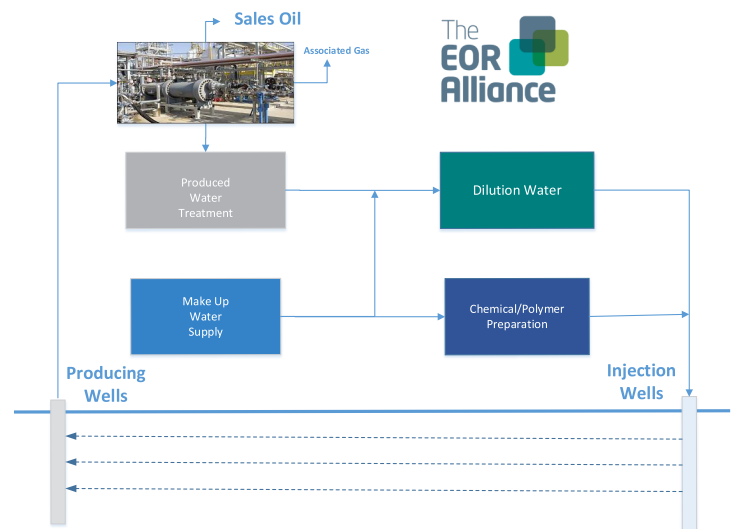 Sales Oil
Associated Gas
The
EOR
Alliance
Produced
Water
Treatment
Dilution Water
Make Up
Water
Supply
Chemical/Polymer
Preparation
Producing
Wells
Injection
Wells